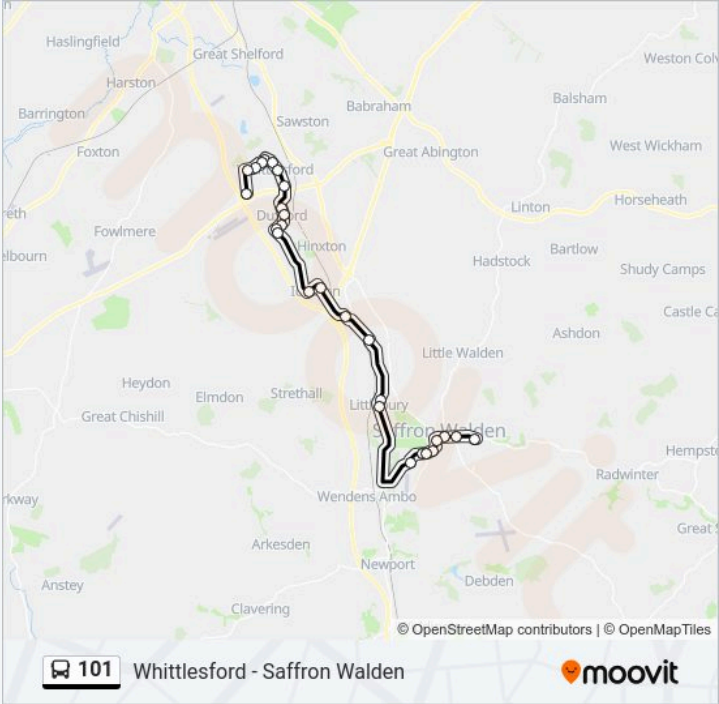 Haslingfield
Great Shelford
Weston Col
Harston
Babraham
Balsham
Barrington
Sawston
Foxton
Great Abington
West Wickham
Linton
Horseheath
Fowlmere
Hinxton
Bartlow
Hadstock
Shudy Camps
Castle Ca
Ashdon
Little Walden
Heydon
Elmdon
Strethall
Great Chishill
Saffron Walden
Hempste
Radwinter
Wendens Ambo
Great
Arkesden
Newport
Debden
Anstey
Clavering
© OpenStreetMap contributors | © OpenMapTiles
101 Whittlesford - Saffron Walden
moovit